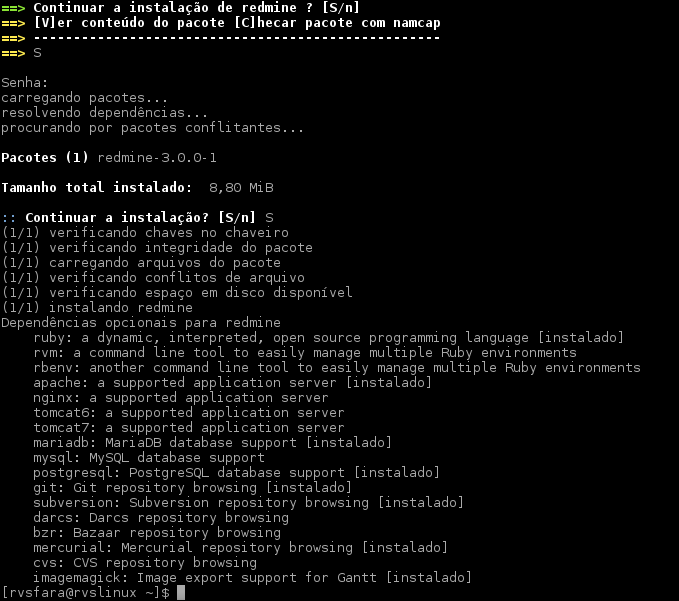 ==> Continuar a instalação de redmine ? [S/n]
==> [V]er conteúdo do pacote [C]hecar pacote com namcap
==> ---------------------------------------------------
==> S
Senha:
carregando pacotes...
resolvendo dependências...
procurando por pacotes conflitantes...
Pacotes (1) redmine-3.0.0-1
Tamanho total instalado:  8,80 MiB
:: Continuar a instalação? [S/n] S
(1/1) verificando chaves no chaveiro
(1/1) verificando integridade do pacote
(1/1) carregando arquivos do pacote
(1/1) verificando conflitos de arquivo
(1/1) verificando espaço em disco disponível
(1/1) instalando redmine
Dependências opcionais para redmine
    ruby: a dynamic, interpreted, open source programming language [instalado]
    rvm: a command line tool to easily manage multiple Ruby environments
    rbenv: another command line tool to easily manage multiple Ruby environments
    apache: a supported application server [instalado]
    nginx: a supported application server
    tomcat6: a supported application server
    tomcat7: a supported application server
    mariadb: MariaDB database support [instalado]
    mysql: MySQL database support
    postgresql: PostgreSQL database support [instalado]
    git: Git repository browsing [instalado]
    subversion: Subversion repository browsing [instalado]
    darcs: Darcs repository browsing
    bzr: Bazaar repository browsing
    mercurial: Mercurial repository browsing [instalado]
    cvs: CVS repository browsing
    imagemagick: Image export support for Gantt [instalado]
[rvsfara@rvslinux ~]$